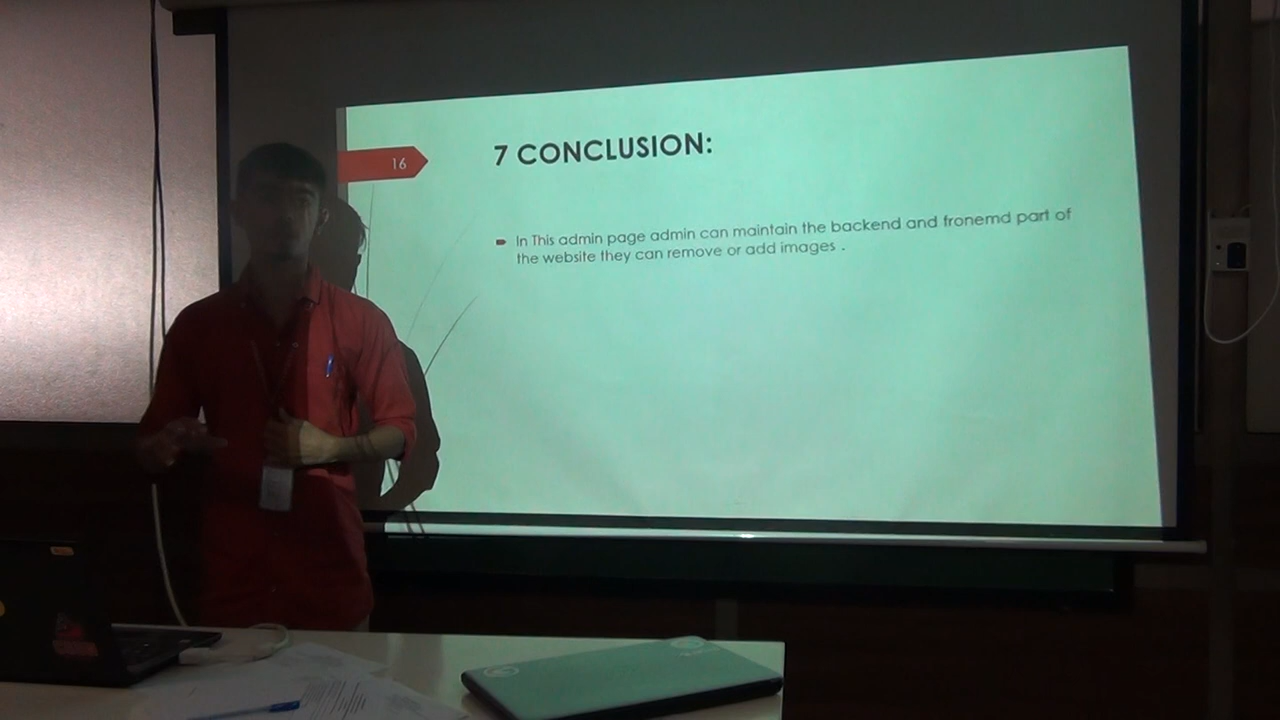 16
7 CONCLUSION:
In This admin page admin can maintain the backend and fronemd part of
the website they can remove or add images .